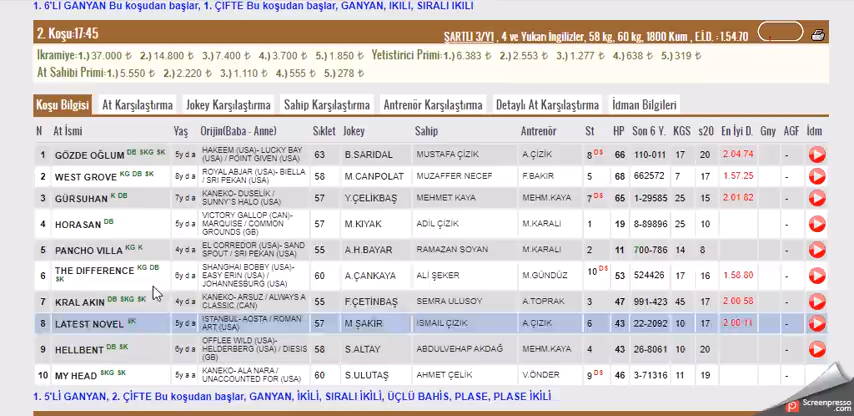 1. 6'LI GANYAN Bu koşudan başlar, 1. ÇİFTE Bu koşudan başlar, GANYAN, IKILI, SIRALI IKILI
2. Koşu:17:45
ŞARTLI 3/Y1 , 4 ve Yukarı İngilizler, 58 kg, 60 kg, 1800 Kum , E.İ.D. : 1.54.70
Ikramiye: 1.) 37.000 ₺ 2.) 14.800 ₺ 3.) 7.400 ₺ 4.) 3.700 ₺ 5.) 1.850 ₺ Yetistirici Primi: 1.) 6.383 ₺ 2.) 2.553 ₺ 3.) 1.277 ₺ 4.) 638 ₺ 5.) 319 ₺
At Sahibi Primi: 1.) 5.550 ₺ 2.) 2.220 ₺ 3.) 1.110 ₺ 4.) 555 ₺ 5.) 278 ₺
Koşu Bilgisi At Karşılaştırma Jokey Karşılaştırma Sahip Karşılaştırma Antrenör Karşılaştırma Detaylı At Karşılaştırma İdman Bilgileri
N At İsmi Yaş Orijin(Baba - Anne) Sıklet Jokey Sahip Antrenör St HP Son 6 Y. KGS s20 En İyi D. Gny AGF İdm
1 GÖZDE OĞLUM DB SKG SK 5y d a HAKEEM (USA)- LUCKY BAY (USA) / POINT GIVEN (USA) 63 B.SARIDAL MUSTAFA ÇİZİK A.ÇİZİK 8 DS 66 110-011 17 20 2.04.74 -
2 WEST GROVE KG DB SK 8y d a ROYAL ABJAR (USA)- BIELLA / SRI PEKAN (USA) 58 M.CANPOLAT MUZAFFER NECEF F.BAKIR 5 68 662572 7 17 1.57.25 -
3 GÜRSUHAN K DB 7y d a KANEKO- DUSELİK / SUNNY'S HALO (USA) 57 Y.ÇELİKBAŞ MEHMET KAYA MEHM.KAYA 7 DS 65 1-29585 25 15 2.01.82 -
4 HORASAN DB 5y d a VICTORY GALLOP (CAN)- MARQUISE / COMMON GROUNDS (GB) 57 M.KIYAK ADİL ÇİZİK M.KARALI 1 19 8-89896 25 10 -
5 PANCHO VILLA KG K 4y d a EL CORREDOR (USA)- SAND SPOUT / SRI PEKAN (USA) 55 A.H.BAYAR RAMAZAN SOYAN M.KARALI 2 11 700-786 14 8 -
6 THE DIFFERENCE KG DB SK 6y d a SHANGHAI BOBBY (USA)- EASY ERIN (USA) / JOHANNESBURG (USA) 60 A.ÇANKAYA ALİ ŞEKER M.GÜNDÜZ 10 DS 53 524426 17 16 1.58.80 -
7 KRAL AKIN DB SKG SK 4y d a KANEKO- ARSUZ / ALWAYS A CLASSIC (CAN) 55 F.ÇETİNBAŞ SEMRA ULUSOY A.TOPRAK 3 47 991-423 45 17 2.00.58 -
8 LATEST NOVEL SK 5y d a ISTANBUL- AOSTA / ROMAN ART (USA) 57 M.ŞAKİR İSMAİL ÇİZİK A.ÇİZİK 6 43 22-2092 10 17 -
9 HELLBENT DB SK 6y d a OFFLEE WILD (USA)- HELDERBERG (USA) / DIESIS (GB) 58 S.ALTAY ABDULVEHAP AKDAĞ MEHM.KAYA 4 43 26-8061 10 20 -
10 MY HEAD SKG SK 5y a a KANEKO- ALA NARA / UNACCOUNTED FOR (USA) 60 S.ULUTAŞ AHMET ÇELİK V.ÖNDER 9 DS 46 3-71316 11 19 -
1. 5'Lİ GANYAN, 2. ÇİFTE Bu koşudan başlar, GANYAN, İKİLİ, SIRALI İKİLİ, ÜÇLÜ BAHİS, PLASE, PLASE İKİLİ
Screenpresso
.com